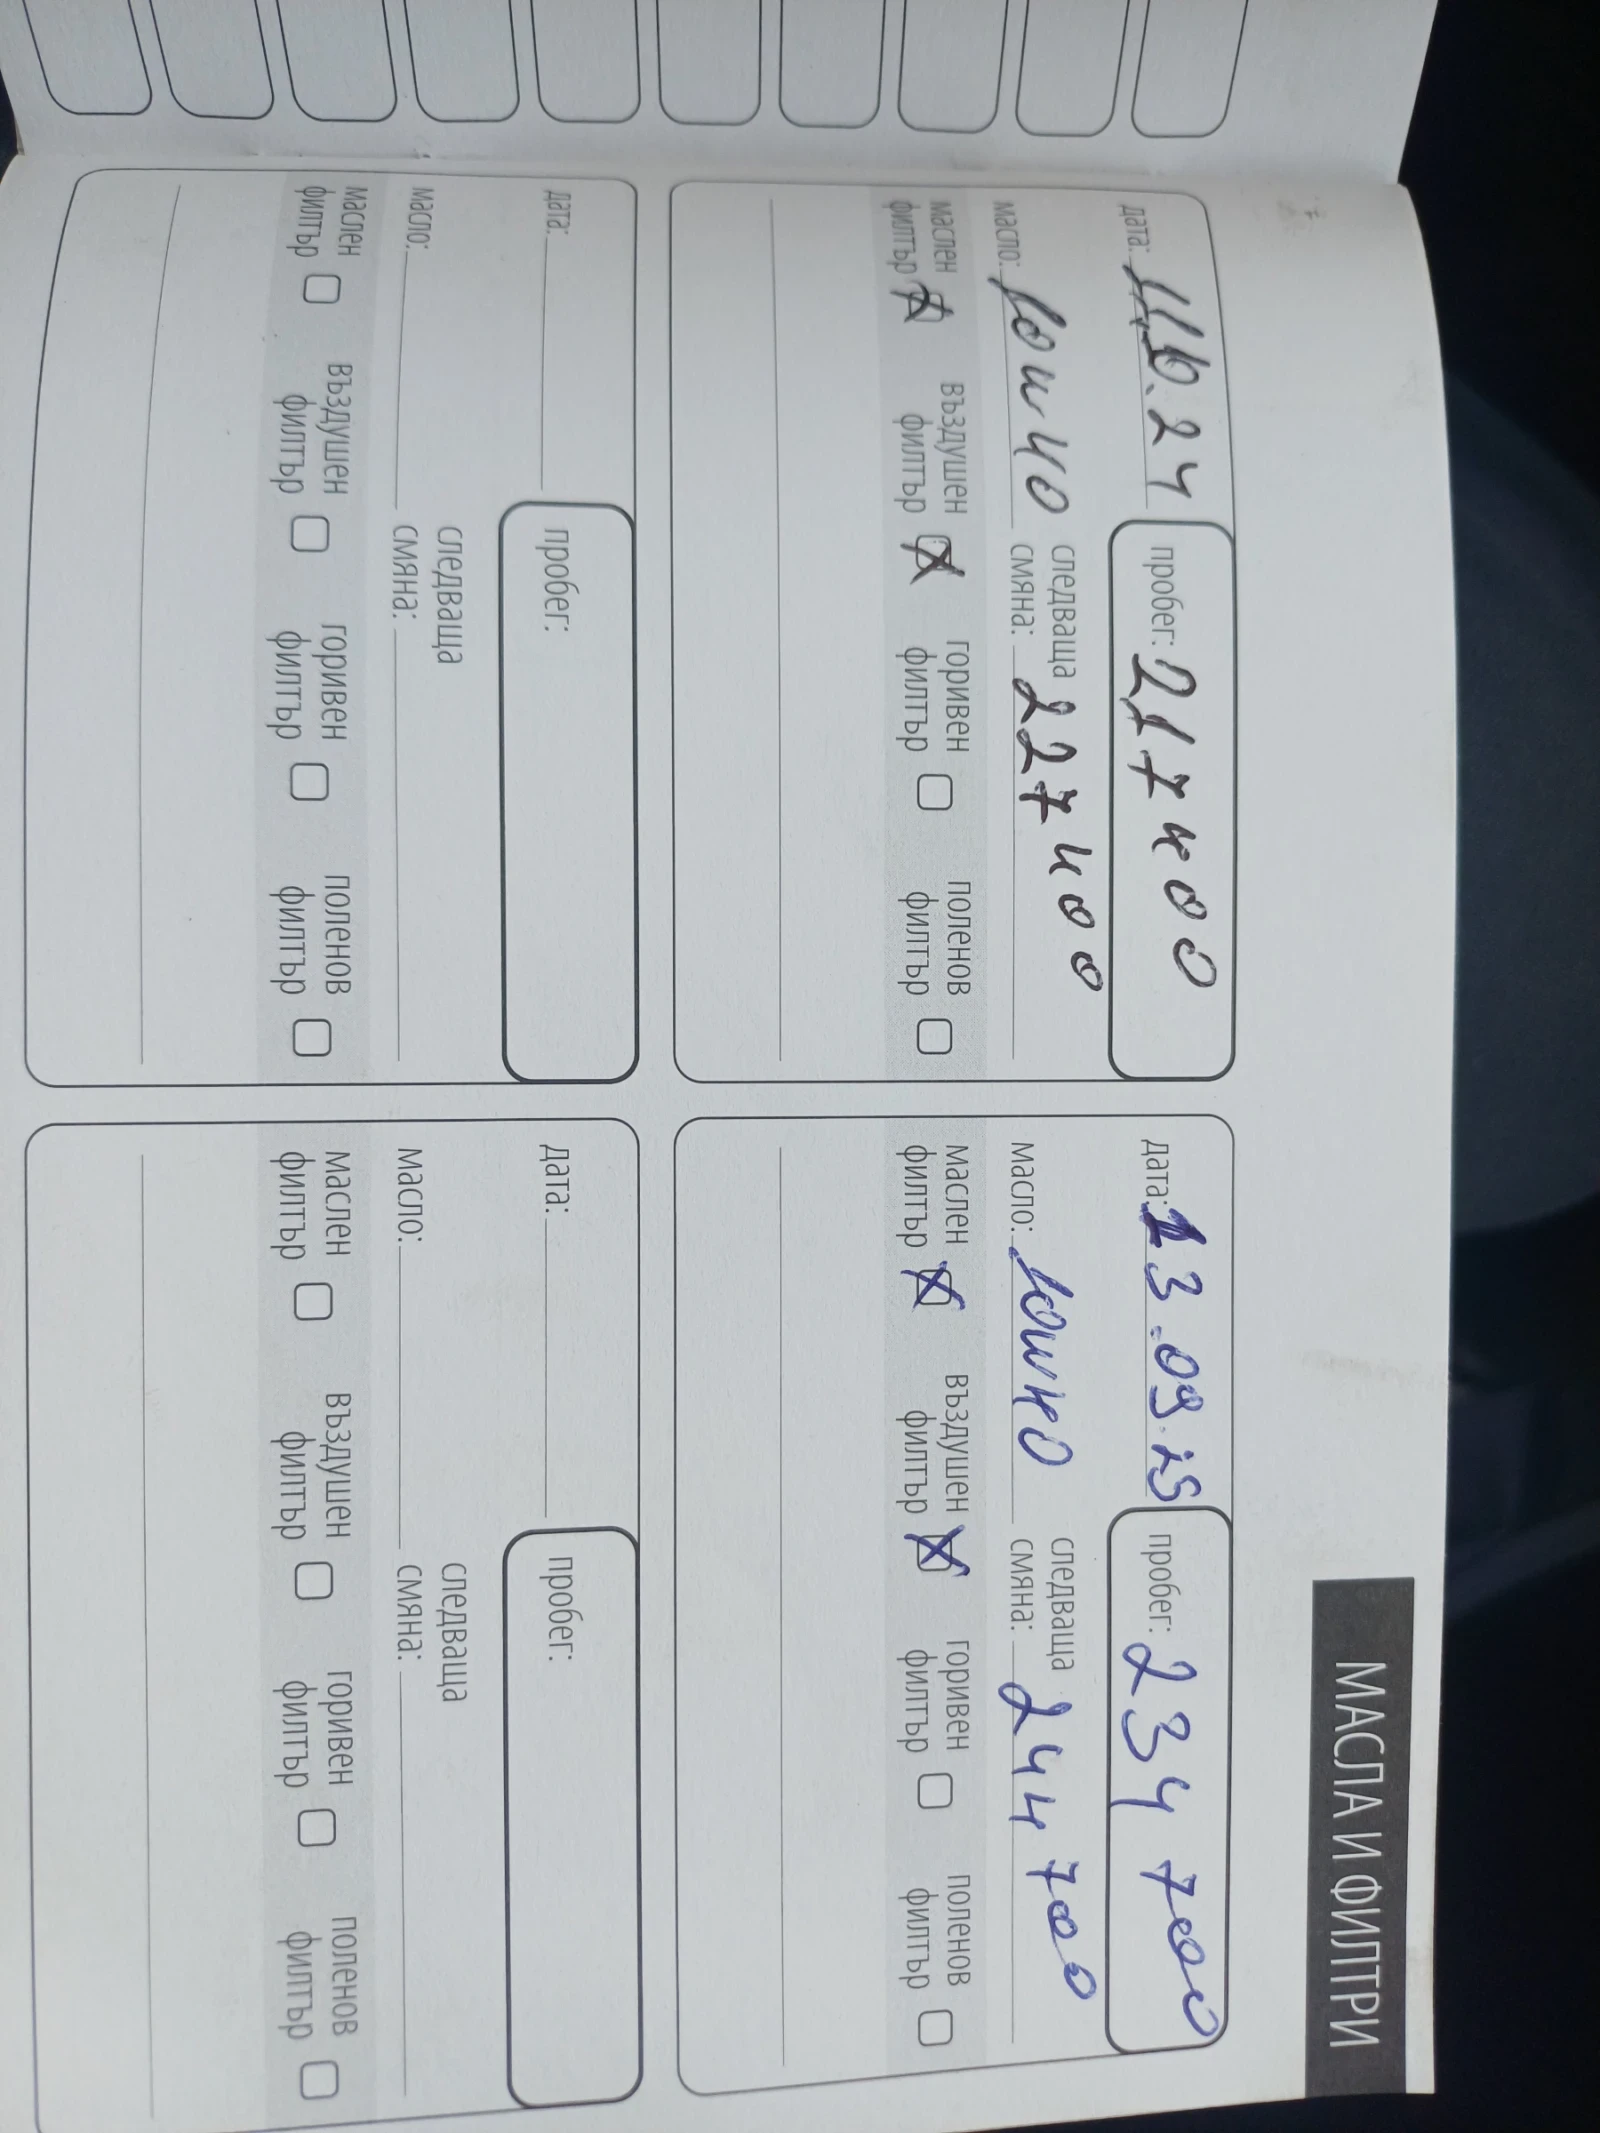 МАСЛА И ФИЛТРИ
дата: 11.10.24 пробег: 217400
масло: 10w40 следваща смяна: 227400
маслен филтър въздушен филтър горивен филтър поленов филтър
дата: 13.09.25 пробег: 234700
масло: 10w40 следваща смяна: 244700
маслен филтър въздушен филтър горивен филтър поленов филтър
дата: пробег:
масло: следваща смяна:
маслен филтър въздушен филтър горивен филтър поленов филтър
дата: пробег:
масло: следваща смяна:
маслен филтър въздушен филтър горивен филтър поленов филтър